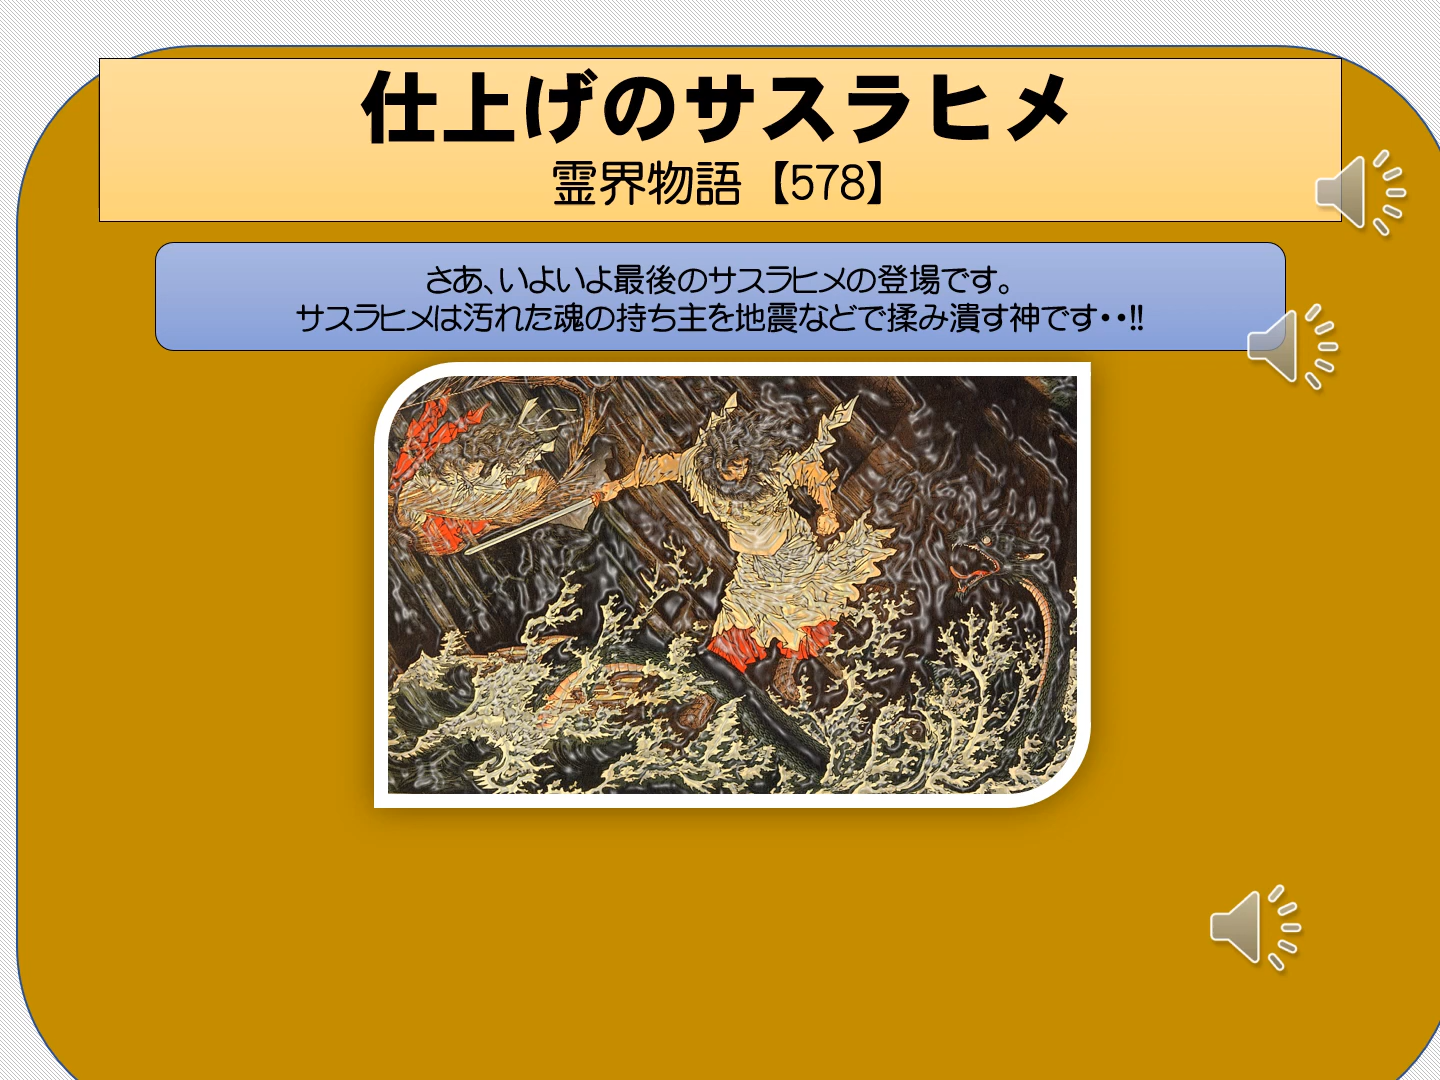 仕上げのサスラヒメ
霊界物語【578】
さあ、いよいよ最後のサスラヒメの登場です。
サスラヒメは汚れた魂の持ち主を地震などで揉み潰す神です・・!!